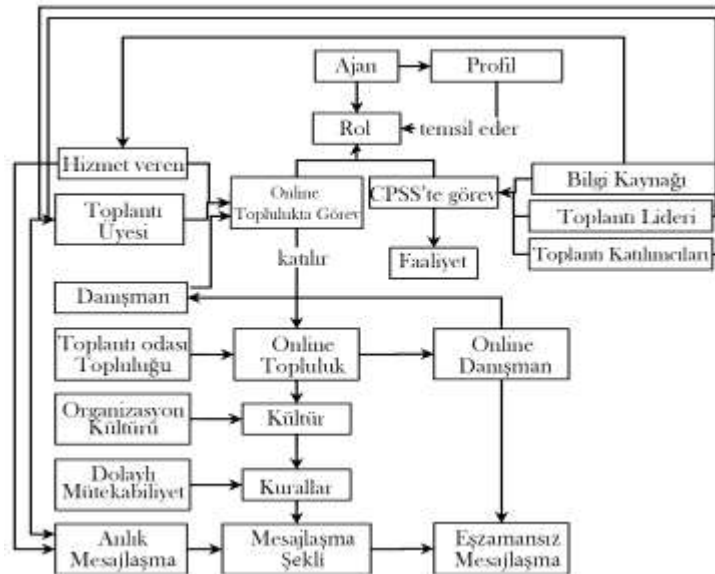 Ajan
Profil
Rol
temsil eder
Hizmet veren
Toplantı
Üyesi
Online
Toplulukta Görev
CPSS'te görev
Bilgi Kaynağı
Toplantı Lideri
Toplantı Katılımcıları
katılır
Faaliyet
Danışman
Toplantı odası
Topluluğu
Online
Topluluk
Online
Danışman
Organizasyon
Kültürü
Kültür
Dolaylı
Mütekabiliyet
Kurallar
Anlık
Mesajlaşma
Mesajlaşma
Şekli
Eşzamansız
Mesajlaşma